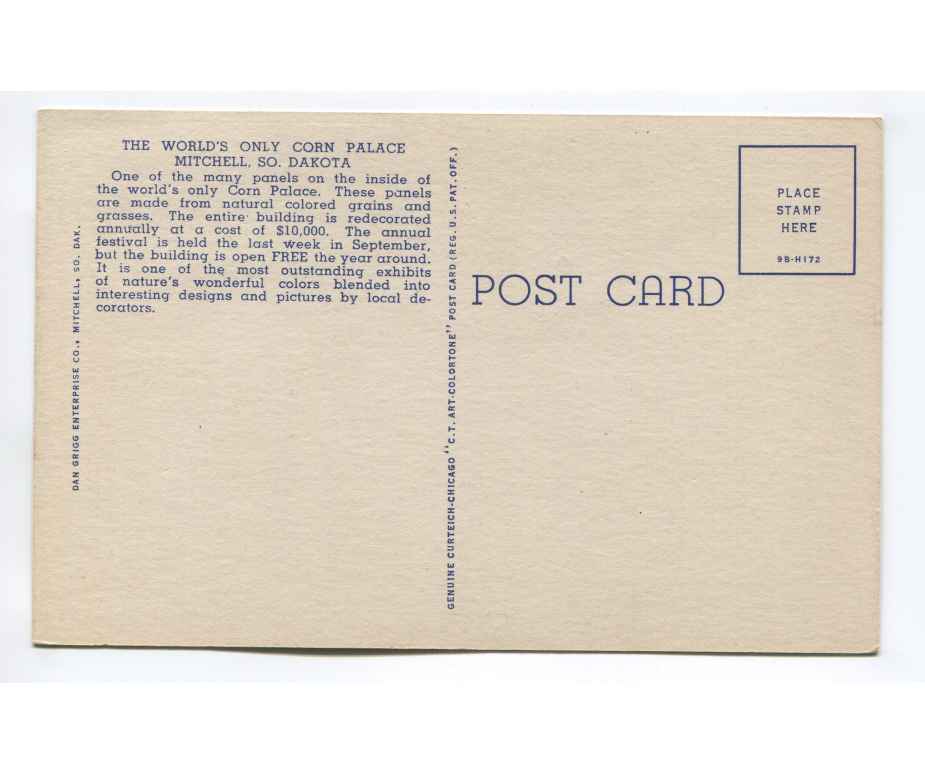 THE WORLD'S ONLY CORN PALACE
MITCHELL, SO. DAKOTA
One of the many panels on the inside of
the world's only Corn Palace. These panels
are made from natural colored grains and
grasses. The entire building is redecorated
annually at a cost of $10,000. The annual
festival is held the last week in September,
but the building is open FREE the year around.
It is one of the most outstanding exhibits
of nature's wonderful colors blended into
interesting designs and pictures by local de-
corators.
DAN GRIGG ENTERPRISE CO., MITCHELL, SO. DAK.
GENUINE CURTEICH-CHICAGO "C.T. ART-COLORTONE" POST CARD (REG. U.S. PAT. OFF.)
POST CARD
PLACE
STAMP
HERE
9B-H172